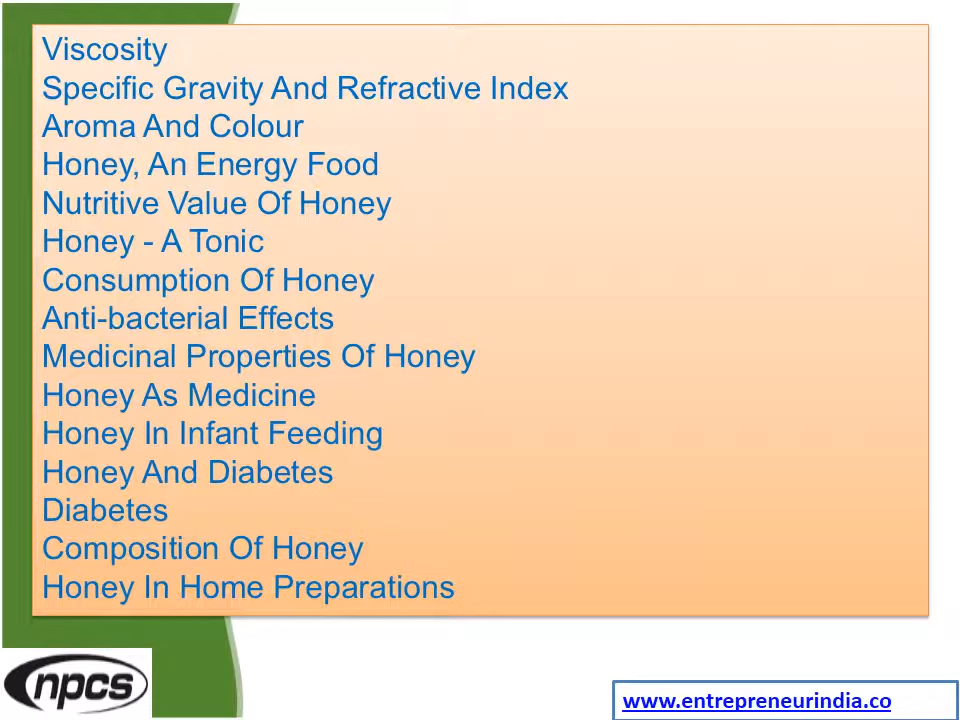 Viscosity
Specific Gravity And Refractive Index
Aroma And Colour
Honey, An Energy Food
Nutritive Value Of Honey
Honey - A Tonic
Consumption Of Honey
Anti-bacterial Effects
Medicinal Properties Of Honey
Honey As Medicine
Honey In Infant Feeding
Honey And Diabetes
Diabetes
Composition Of Honey
Honey In Home Preparations
npcs
www.entrepreneurindia.co